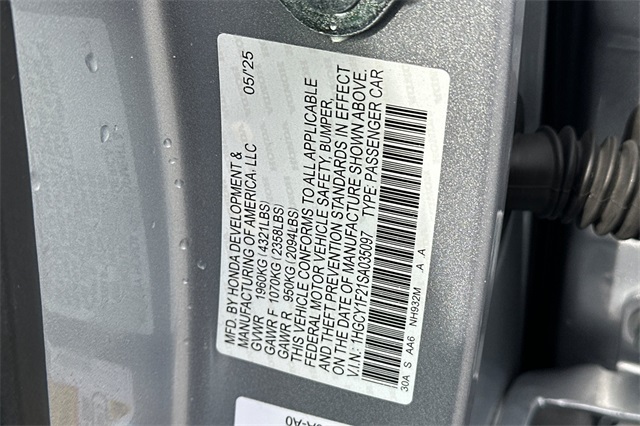 MFD. BY HONDA DEVELOPMENT & 05/'25
MANUFACTURING OF AMERICA, LLC
GVWR 1960KG(4321LBS)
GAWR F 1070KG(2358LBS)
GAWR R 950KG(2094LBS)
THIS VEHICLE CONFORMS TO ALL APPLICABLE
FEDERAL MOTOR VEHICLE SAFETY, BUMPER,
AND THEFT PREVENTION STANDARDS IN EFFECT
ON THE DATE OF MANUFACTURE SHOWN ABOVE.
V.I.N: 1HGCY1F21SA035097 TYPE: PASSENGER CAR
30A S AA6 NH932M A A